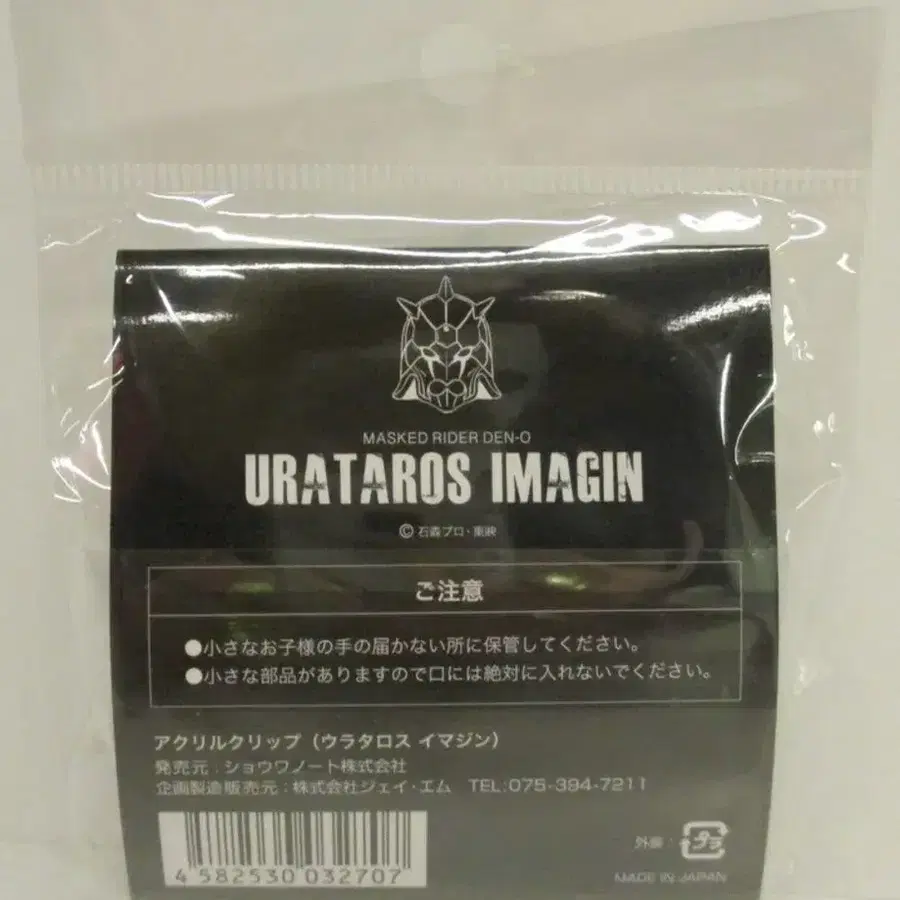 MASKED RIDER DEN-O
URATAROS IMAGIN
© 石森プロ・東映
ご注意
●小さなお子様の手の届かない所に保管してください。
●小さな部品がありますので口には絶対に入れないでください。
アクリルクリップ（ウラタロス イマジン）
発売元：ショウワノート株式会社
企画製造販売元：株式会社ジェイ・エム TEL:075-394-7211
外装：プラ
4 582530 032707
MADE IN JAPAN